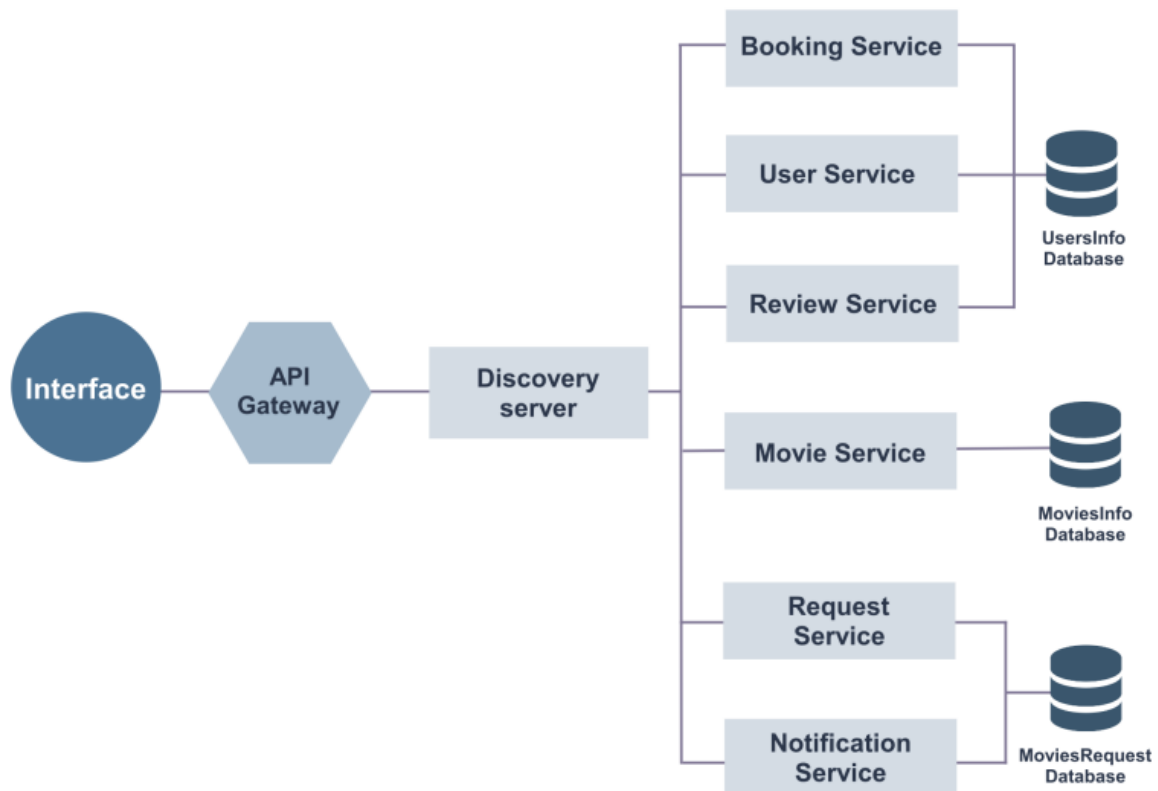 Booking Service
User Service
UsersInfo
Database
Review Service
Interface
API
Gateway
Discovery
server
Movie Service
MoviesInfo
Database
Request
Service
Notification
Service
MoviesRequest
Database